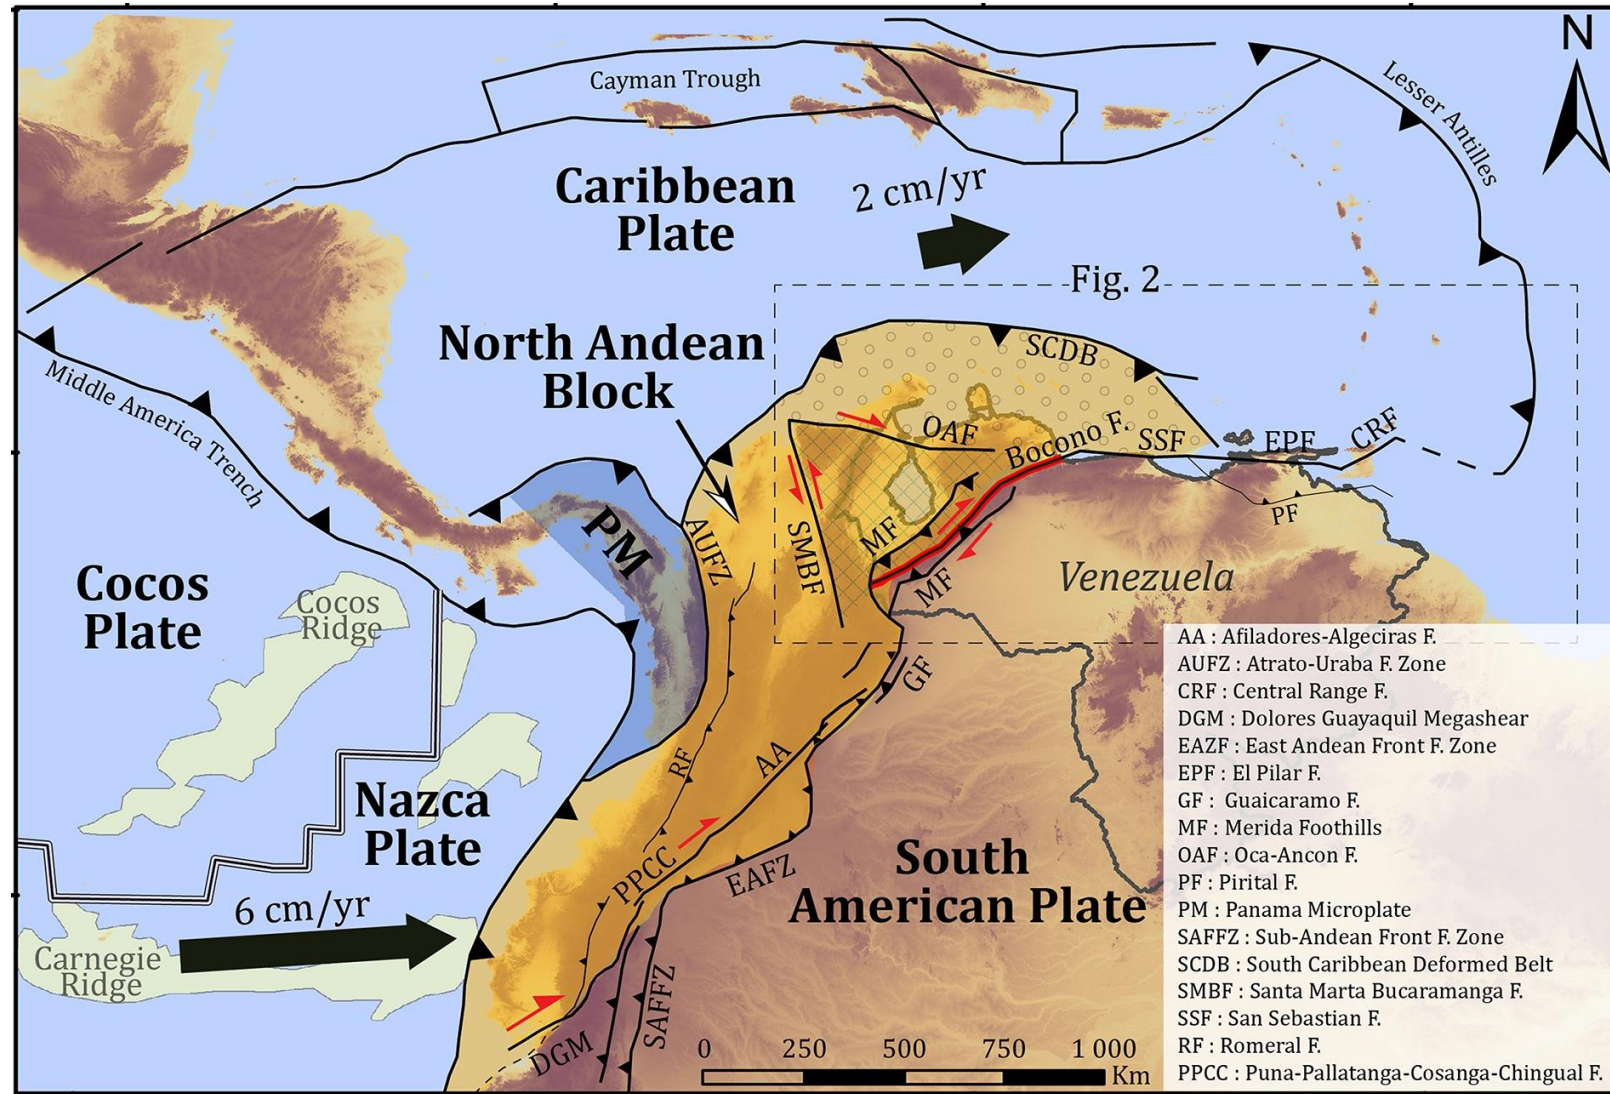 N
Cayman Trough
Lesser Antilles
Caribbean
Plate
2 cm/yr
Fig. 2
North Andean
Block
SCDB
Middle America Trench
OAF
Bocono F.
SSF
EPF
CRF
PM
AUFZ
SMBF
MF
MF
PF
Venezuela
Cocos
Plate
Cocos
Ridge
GF
RF
AA
Nazca
Plate
PPCC
EAFZ
South
American Plate
6 cm/yr
Carnegie
Ridge
DGM
SAFFZ
0 250 500 750 1 000
Km
AA : Afiladores-Algeciras F.
AUFZ : Atrato-Uraba F. Zone
CRF : Central Range F.
DGM : Dolores Guayaquil Megashear
EAZF : East Andean Front F. Zone
EPF : El Pilar F.
GF : Guaicaramo F.
MF : Merida Foothills
OAF : Oca-Ancon F.
PF : Pirital F.
PM : Panama Microplate
SAFFZ : Sub-Andean Front F. Zone
SCDB : South Caribbean Deformed Belt
SMBF : Santa Marta Bucaramanga F.
SSF : San Sebastian F.
RF : Romeral F.
PPCC : Puna-Pallatanga-Cosanga-Chingual F.